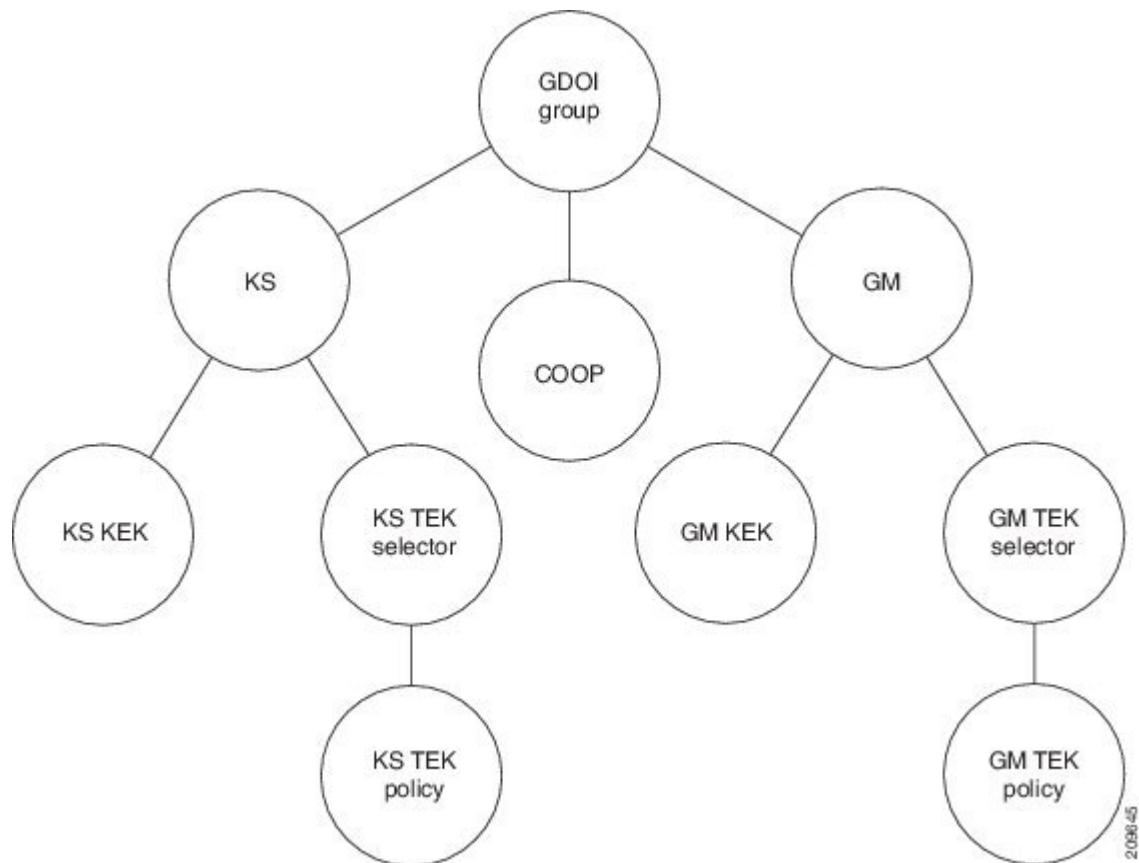 GDOI
group
KS
GM
COOP
KS KEK
KS TEK
selector
GM KEK
GM TEK
selector
KS TEK
policy
GM TEK
policy
209645